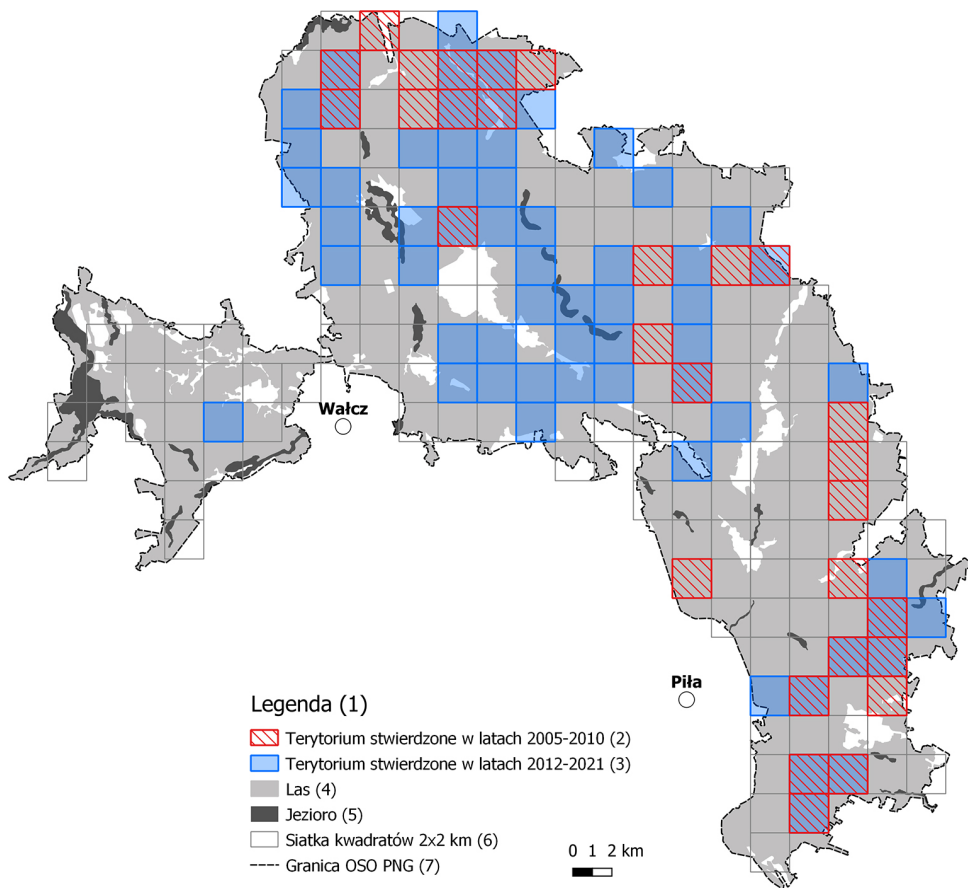 Wałcz
Piła
Legenda (1)
Terytorium stwierdzone w latach 2005-2010 (2)
Terytorium stwierdzone w latach 2012-2021 (3)
Las (4)
Jezioro (5)
Siatka kwadratów 2x2 km (6)
Granica OSO PNG (7)
0 1 2 km